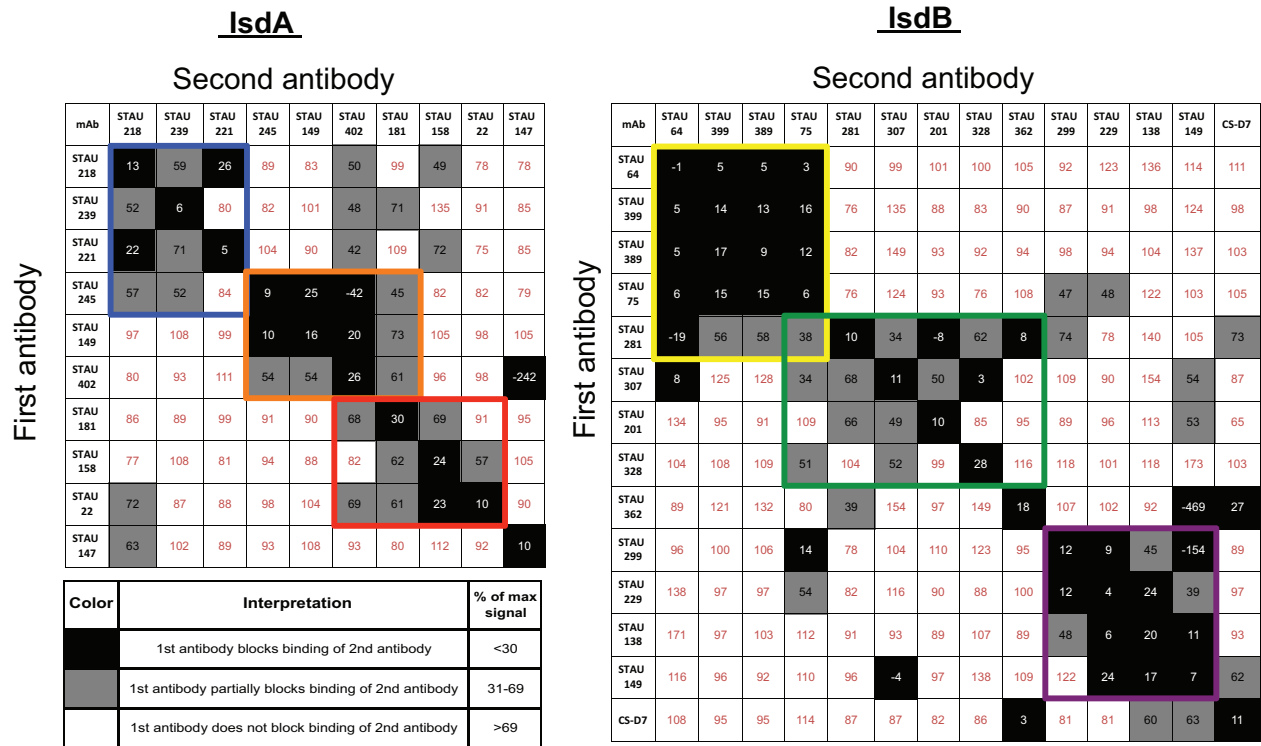 IsdA
Second antibody
First antibody
mAb STAU 218 STAU 239 STAU 221 STAU 245 STAU 149 STAU 402 STAU 181 STAU 158 STAU 22 STAU 147
STAU 218 13 59 26 89 83 50 99 49 78 78
STAU 239 52 6 80 82 101 48 71 135 91 85
STAU 221 22 71 5 104 90 42 109 72 75 85
STAU 245 57 52 84 9 25 -42 45 82 82 79
STAU 149 97 108 99 10 16 20 73 105 98 105
STAU 402 80 93 111 54 54 26 61 96 98 -242
STAU 181 86 89 99 91 90 68 30 69 91 95
STAU 158 77 108 81 94 88 82 62 24 57 105
STAU 22 72 87 88 98 104 69 61 23 10 90
STAU 147 63 102 89 93 108 93 80 112 92 10
Color Interpretation % of max signal
1st antibody blocks binding of 2nd antibody <30
1st antibody partially blocks binding of 2nd antibody 31-69
1st antibody does not block binding of 2nd antibody >69
IsdB
Second antibody
First antibody
mAb STAU 64 STAU 399 STAU 389 STAU 75 STAU 281 STAU 307 STAU 201 STAU 328 STAU 362 STAU 299 STAU 229 STAU 138 STAU 149 CS-D7
STAU 64 -1 5 5 3 90 99 101 100 105 92 123 136 114 111
STAU 399 5 14 13 16 76 135 88 83 90 87 91 98 124 98
STAU 389 5 17 9 12 82 149 93 92 94 98 94 104 137 103
STAU 75 6 15 15 6 76 124 93 76 108 47 48 122 103 105
STAU 281 -19 56 58 38 10 34 -8 62 8 74 78 140 105 73
STAU 307 8 125 128 34 68 11 50 3 102 109 90 154 54 87
STAU 201 134 95 91 109 66 49 10 85 95 89 96 113 53 65
STAU 328 104 108 109 51 104 52 99 28 116 118 101 118 173 103
STAU 362 89 121 132 80 39 154 97 149 18 107 102 92 -469 27
STAU 299 96 100 106 14 78 104 110 123 95 12 9 45 -154 89
STAU 229 138 97 97 54 82 116 90 88 100 12 4 24 39 97
STAU 138 171 97 103 112 91 93 89 107 89 48 6 20 11 93
STAU 149 116 96 92 110 96 -4 97 138 109 122 24 17 7 62
CS-D7 108 95 95 114 87 87 82 86 3 81 81 60 63 11